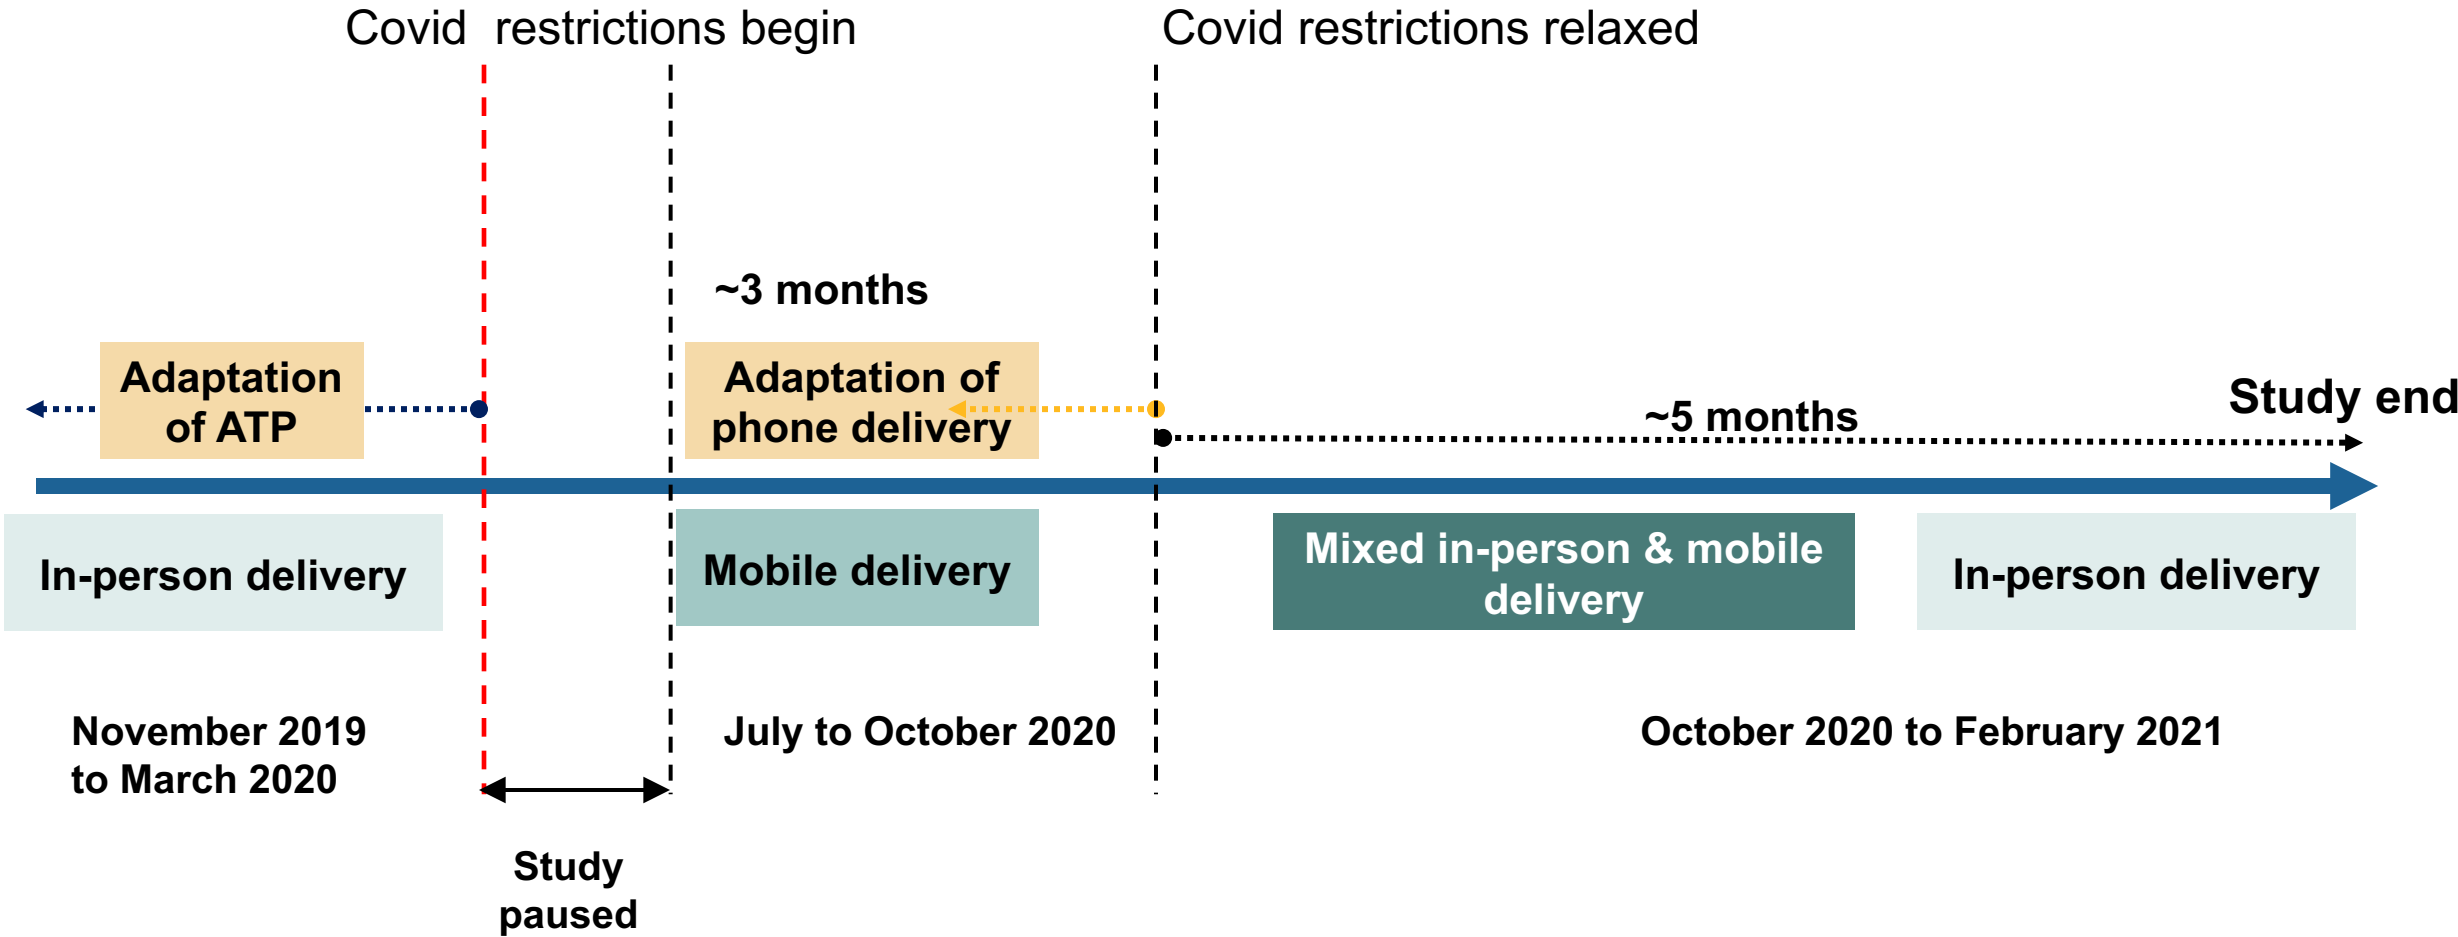 Covid restrictions begin
Covid restrictions relaxed
~3 months
Adaptation
of ATP
Adaptation of
phone delivery
~5 months
Study end
In-person delivery
Mobile delivery
Mixed in-person & mobile
delivery
In-person delivery
November 2019
to March 2020
July to October 2020
October 2020 to February 2021
Study
paused